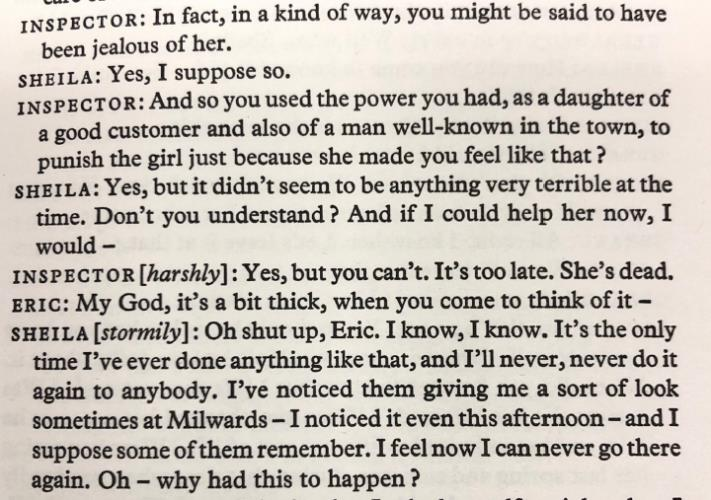 INSPECTOR: In fact, in a kind of way, you might be said to have
been jealous of her.
SHEILA: Yes, I suppose so.
INSPECTOR: And so you used the power you had, as a daughter of
a good customer and also of a man well-known in the town, to
punish the girl just because she made you feel like that?
SHEILA: Yes, but it didn't seem to be anything very terrible at the
time. Don't you understand? And if I could help her now, I
would –
INSPECTOR [harshly]: Yes, but you can't. It's too late. She's dead.
ERIC: My God, it's a bit thick, when you come to think of it –
SHEILA [stormily]: Oh shut up, Eric. I know, I know. It's the only
time I've ever done anything like that, and I'll never, never do it
again to anybody. I've noticed them giving me a sort of look
sometimes at Milwards – I noticed it even this afternoon – and I
suppose some of them remember. I feel now I can never go there
again. Oh – why had this to happen?